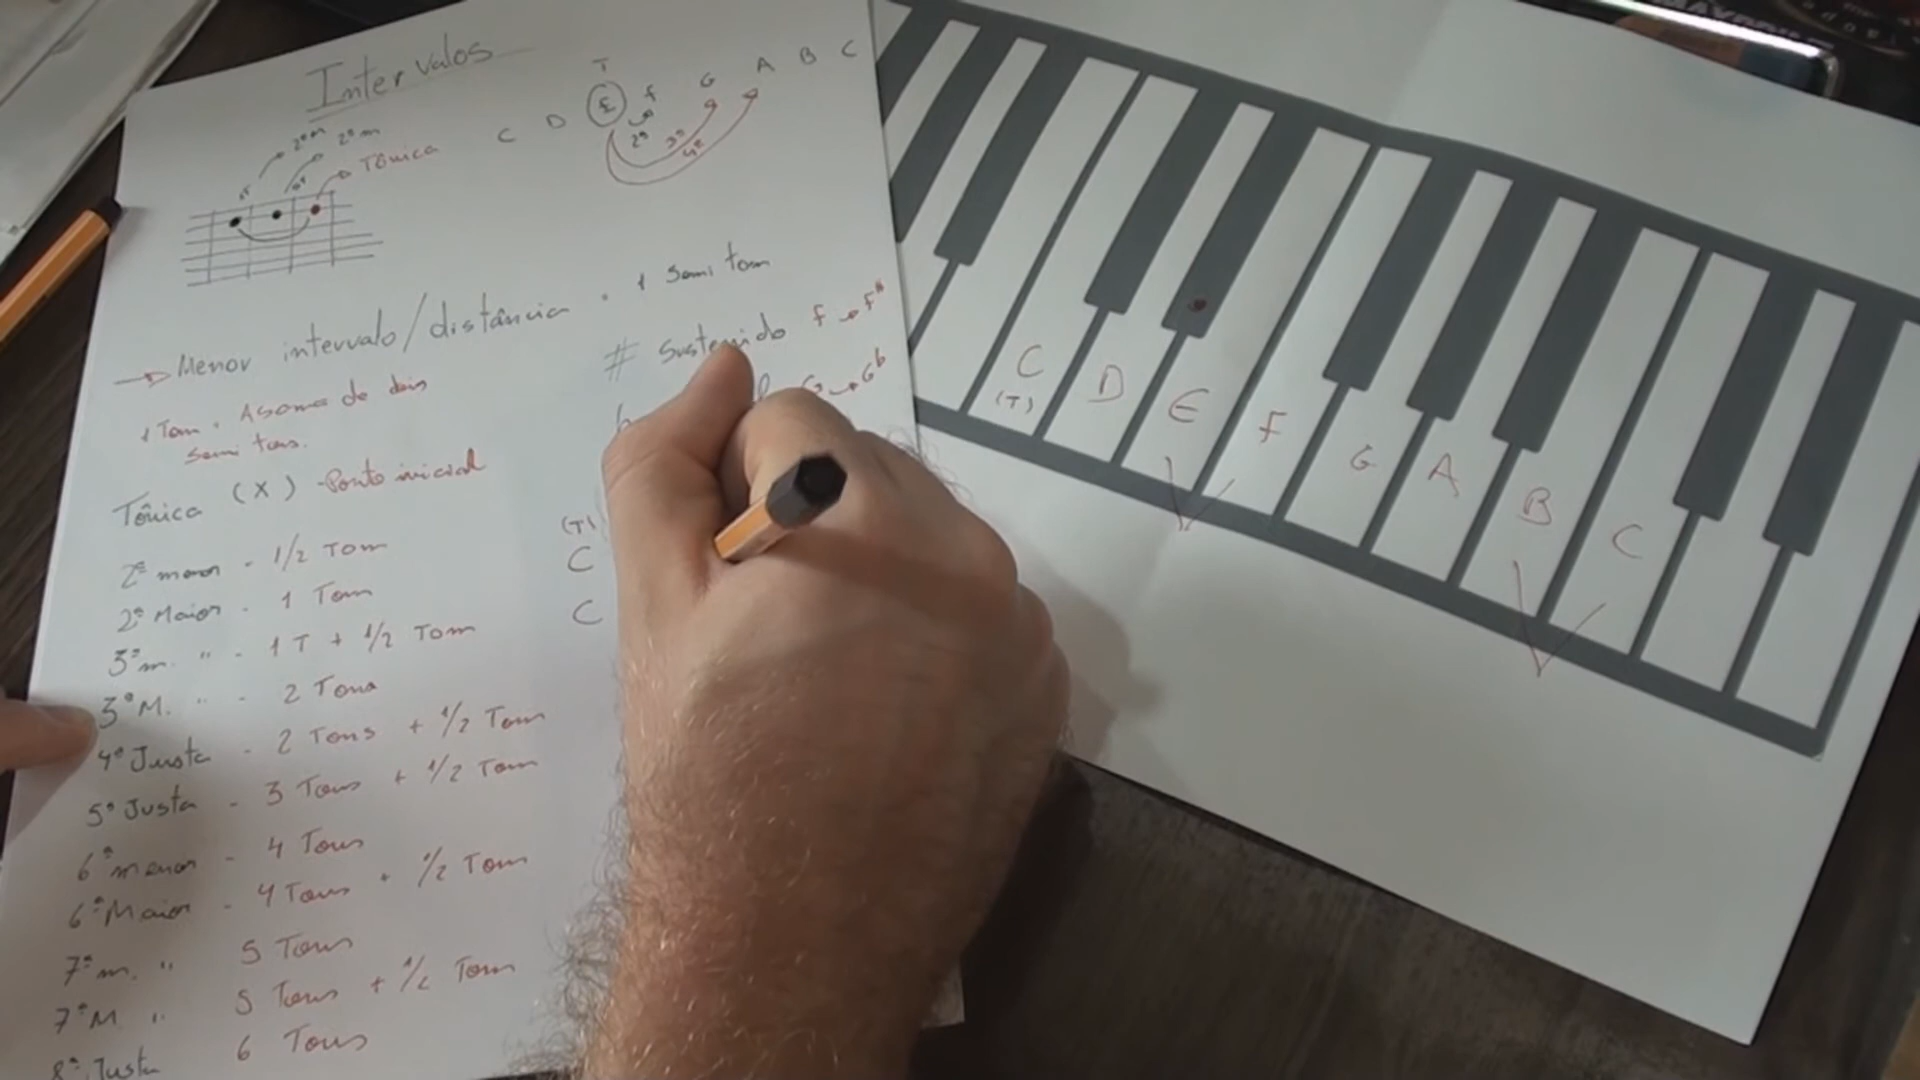 Intervalos
T
C D E F G A B C
2ª 3ª 4ª
2ª M 2ª m
Tônica
→ Menor intervalo/distância . 1 semi tom
1 Tom . A soma de dois
semi tons.
# Sustenido f → f#
G → Gb
Tônica (X) - Ponto inicial
2ª menor - 1/2 Tom
2ª Maior - 1 Tom
3ª m. " - 1 T + 1/2 Tom
3ª M. " - 2 Tons
4ª Justa - 2 Tons + 1/2 Tom
5ª Justa - 3 Tons + 1/2 Tom
6ª menor - 4 Tons
6ª Maior - 4 Tons + 1/2 Tom
7ª m. " 5 Tons
7ª M " 5 Tons + 1/2 Tom
8ª Justa 6 Tons
(T)
C
C
C D E F G A B C
(T)